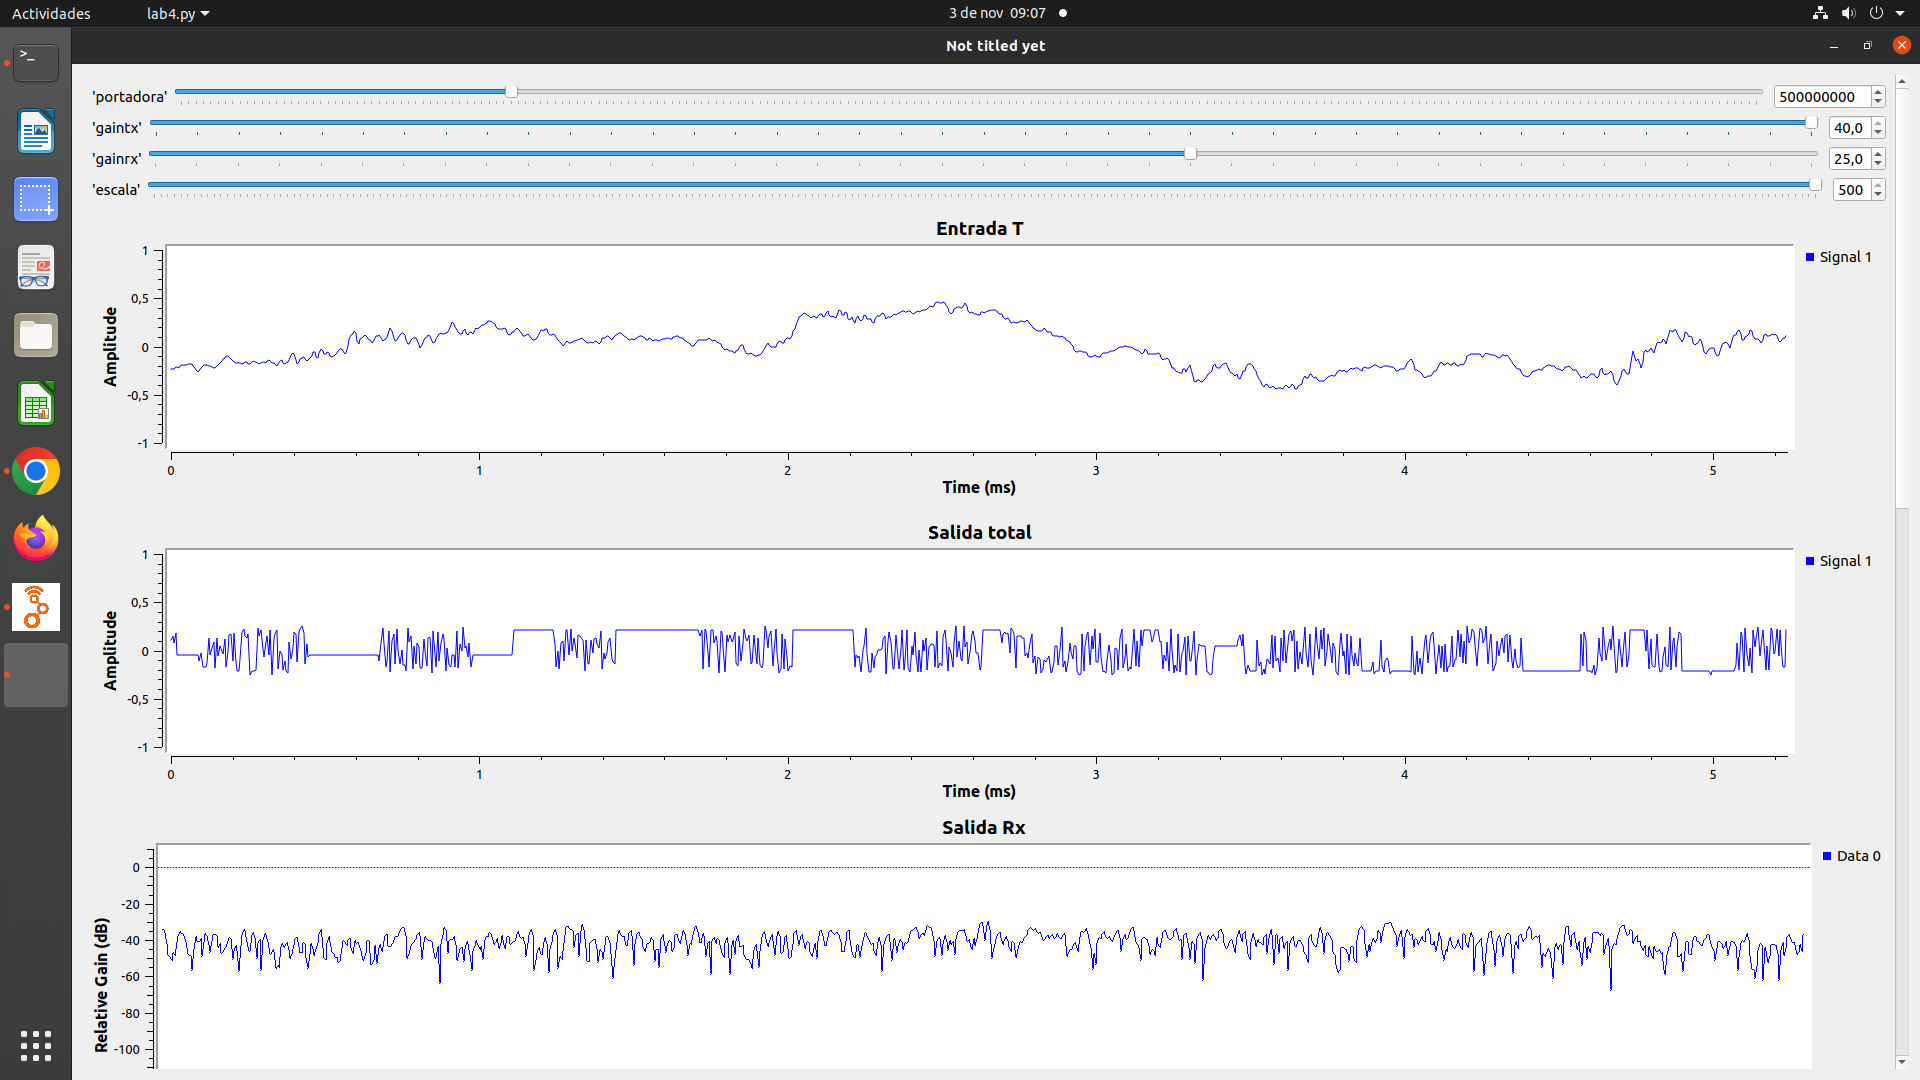 Actividades
lab4.py
3 de nov 09:07
Not titled yet
'portadora'
500000000
'gaintx'
40,0
'gainrx'
25,0
'escala'
500
Entrada T
1
0,5
0
-0,5
-1
Amplitude
Signal 1
0 1 2 3 4 5
Time (ms)
Salida total
1
0,5
0
-0,5
-1
Amplitude
Signal 1
0 1 2 3 4 5
Time (ms)
Salida Rx
0
-20
-40
-60
-80
-100
Relative Gain (dB)
Data 0